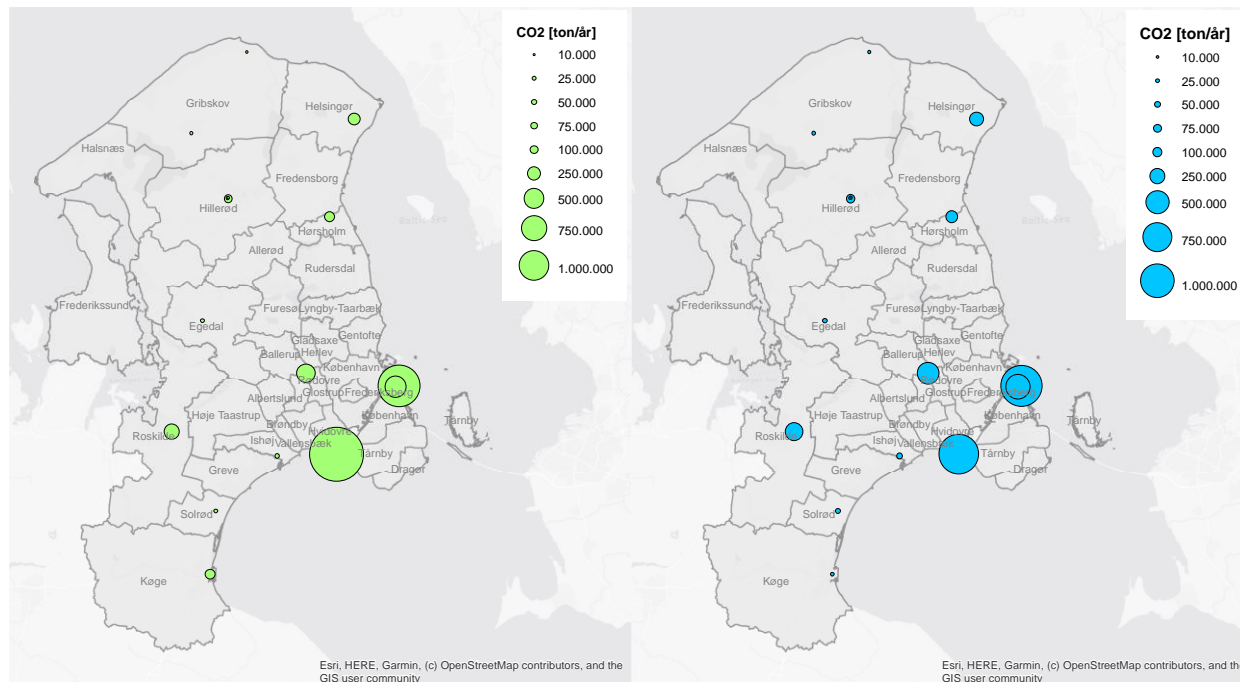 CO2 [ton/år]
10.000
25.000
50.000
75.000
100.000
250.000
500.000
750.000
1.000.000
Gribskov
Helsingør
Halsnæs
Fredensborg
Hillerød
Hørsholm
Allerød
Rudersdal
Frederikssund
Egedal
Furesø
Lyngby-Taarbæk
Gentofte
Gladsaxe
Ballerup
Herlev
København
Rødovre
Glostrup
Frederiksberg
Albertslund
Høje Taastrup
København
Brøndby
Hvidovre
Tårnby
Roskilde
Ishøj
Vallensbæk
Tårnby
Greve
Dragør
Solrød
Køge
Baltic Sea
Esri, HERE, Garmin, (c) OpenStreetMap contributors, and the
GIS user community
CO2 [ton/år]
10.000
25.000
50.000
75.000
100.000
250.000
500.000
750.000
1.000.000
Gribskov
Helsingør
Halsnæs
Fredensborg
Hillerød
Hørsholm
Allerød
Rudersdal
Frederikssund
Egedal
Furesø
Lyngby-Taarbæk
Gentofte
Gladsaxe
Ballerup
Herlev
København
Rødovre
Glostrup
Frederiksberg
Albertslund
Høje Taastrup
København
Brøndby
Hvidovre
Tårnby
Roskilde
Ishøj
Vallensbæk
Tårnby
Greve
Dragør
Solrød
Køge
Baltic Sea
Esri, HERE, Garmin, (c) OpenStreetMap contributors, and the
GIS user community